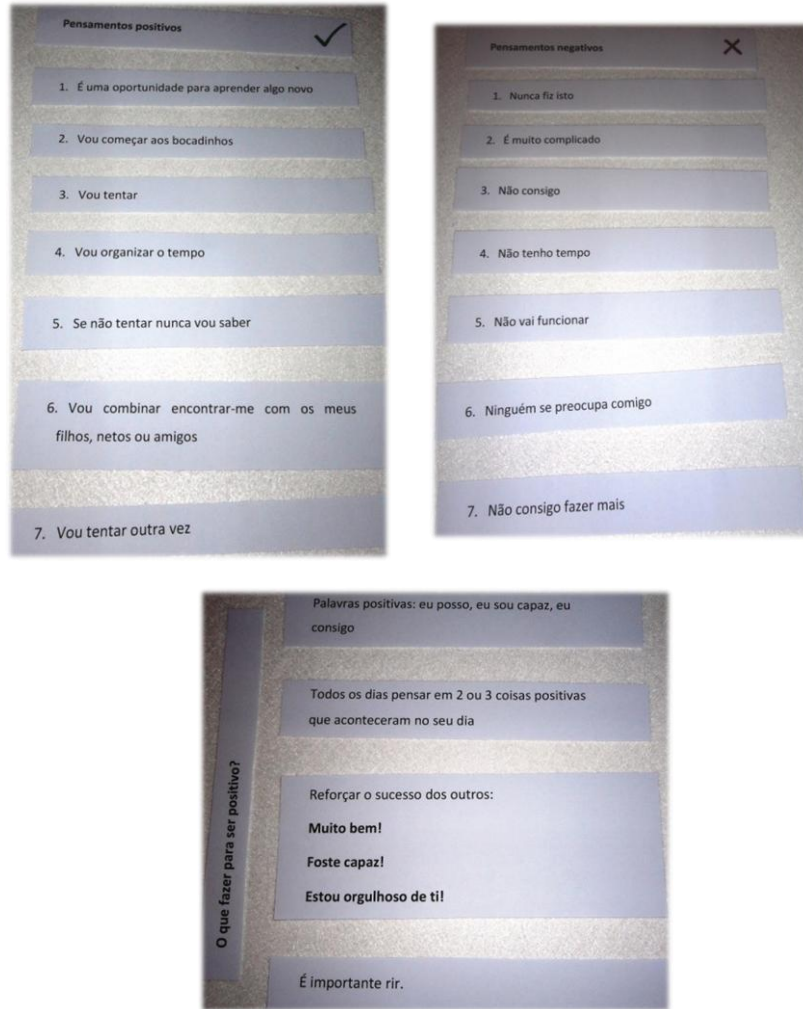 Pensamentos positivos
1. É uma oportunidade para aprender algo novo
2. Vou começar aos bocadinhos
3. Vou tentar
4. Vou organizar o tempo
5. Se não tentar nunca vou saber
6. Vou combinar encontrar-me com os meus
filhos, netos ou amigos
7. Vou tentar outra vez
Pensamentos negativos
1. Nunca fiz isto
2. É muito complicado
3. Não consigo
4. Não tenho tempo
5. Não vai funcionar
6. Ninguém se preocupa comigo
7. Não consigo fazer mais
O que fazer para ser positivo?
Palavras positivas: eu posso, eu sou capaz, eu
consigo
Todos os dias pensar em 2 ou 3 coisas positivas
que aconteceram no seu dia
Reforçar o sucesso dos outros:
Muito bem!
Foste capaz!
Estou orgulhoso de ti!
É importante rir.